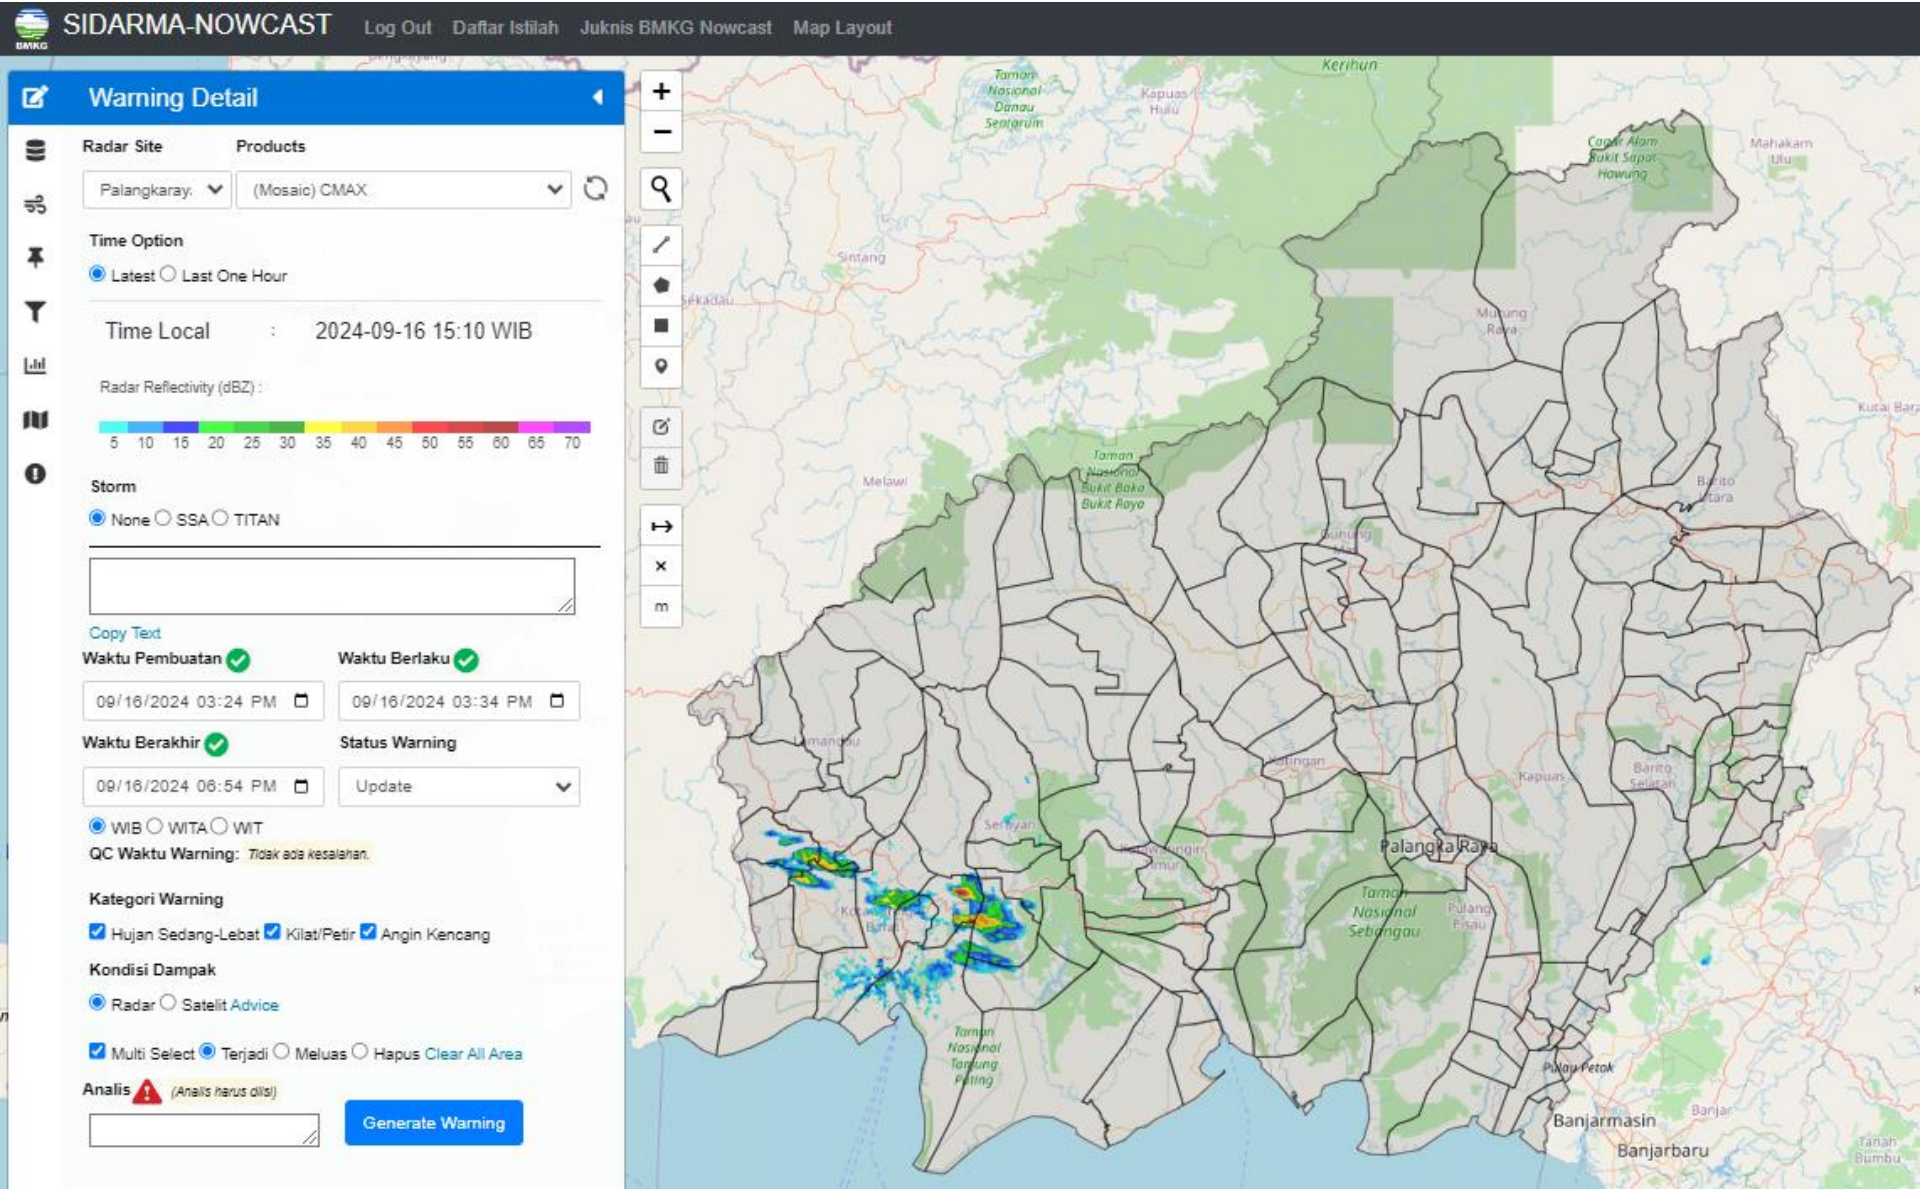 SIDARMA-NOWCAST Log Out Daftar Istilah Juknis BMKG Nowcast Map Layout
BMKG
Warning Detail
Radar Site Products
Palangkaray (Mosaic) CMAX
Time Option
Latest Last One Hour
Time Local : 2024-09-16 15:10 WIB
Radar Reflectivity (dBZ) :
5 10 15 20 25 30 35 40 45 50 55 60 65 70
Storm
None SSA TITAN
Copy Text
Waktu Pembuatan Waktu Berlaku
09/16/2024 03:24 PM 09/16/2024 03:34 PM
Waktu Berakhir Status Warning
09/16/2024 06:54 PM Update
WIB WITA WIT
QC Waktu Warning: Tidak ada kesalahan.
Kategori Warning
Hujan Sedang-Lebat Kilat/Petir Angin Kencang
Kondisi Dampak
Radar Satelit Advice
Multi Select Terjadi Meluas Hapus Clear All Area
Analis (Analis harus diisi)
Generate Warning
+
−
×
m
Kerihun
Taman
Nasional
Danau
Sentarum
Kapuas
Hulu
Cagar Alam
Bukit Sapat
Hawung
Mahakam
Ulu
Sintang
Sekadau
Murung
Raya
Kutai Bara
Melawi
Taman
Nasional
Bukit Baka
Bukit Raya
Barito
Utara
Gunung
Lamandau
Katingan
Kapuas
Barito
Selatan
Seruyan
Kotawaringin
Timur
Palangka Raya
Taman
Nasional
Sebangau
Pulang
Pisau
Barat
Taman
Nasional
Tanjung
Puting
Pulau Petak
Banjarmasin
Banjar
Banjarbaru
Tanah
Bumbu